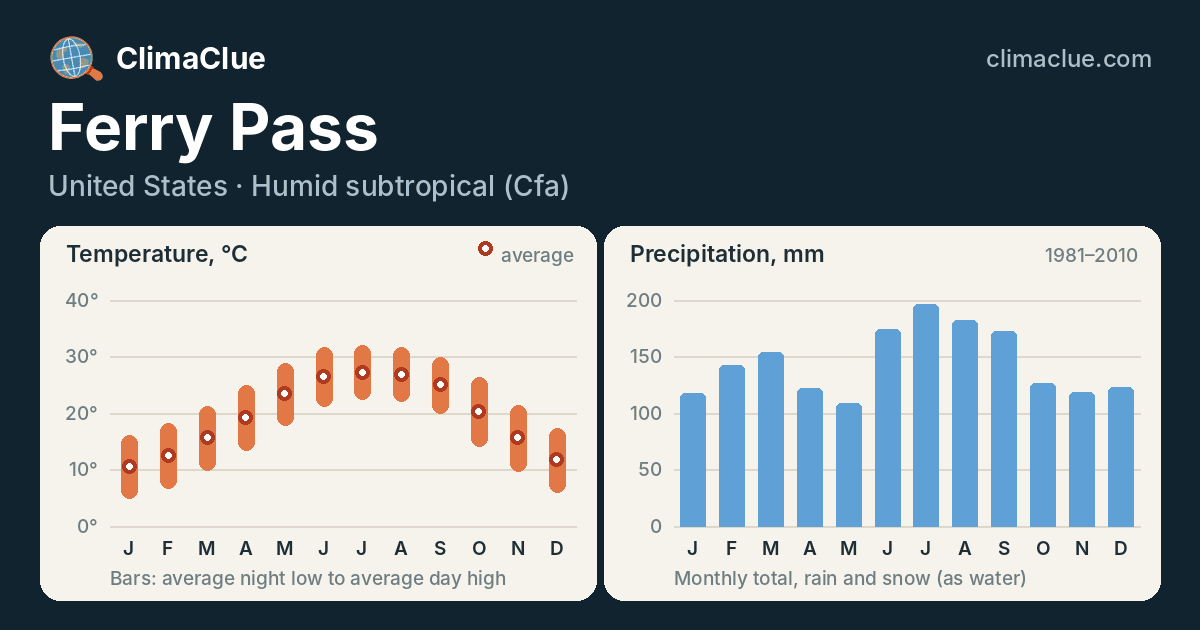 ClimaClue
climaclue.com
Ferry Pass
United States · Humid subtropical (Cfa)
Temperature, °C
average
40°
30°
20°
10°
0°
J F M A M J J A S O N D
Bars: average night low to average day high
Precipitation, mm
1981–2010
200
150
100
50
0
J F M A M J J A S O N D
Monthly total, rain and snow (as water)